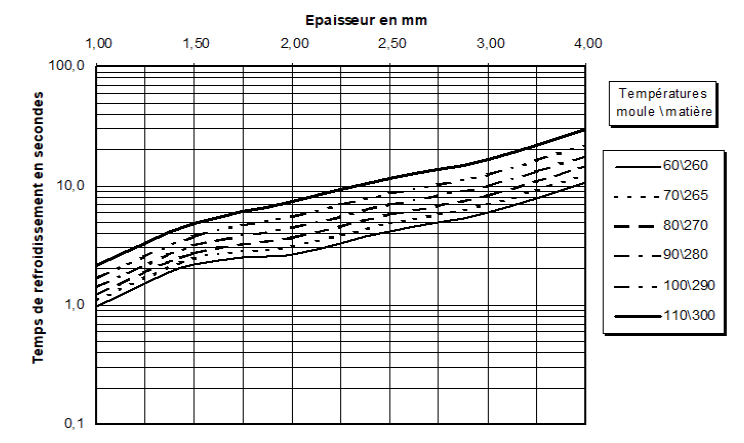 Epaisseur en mm
1,00 1,50 2,00 2,50 3,00 4,00
100,0
10,0
1,0
0,1
Temps de refroidissement en secondes
Températures
moule \ matière
60\260
70\265
80\270
90\280
100\290
110\300